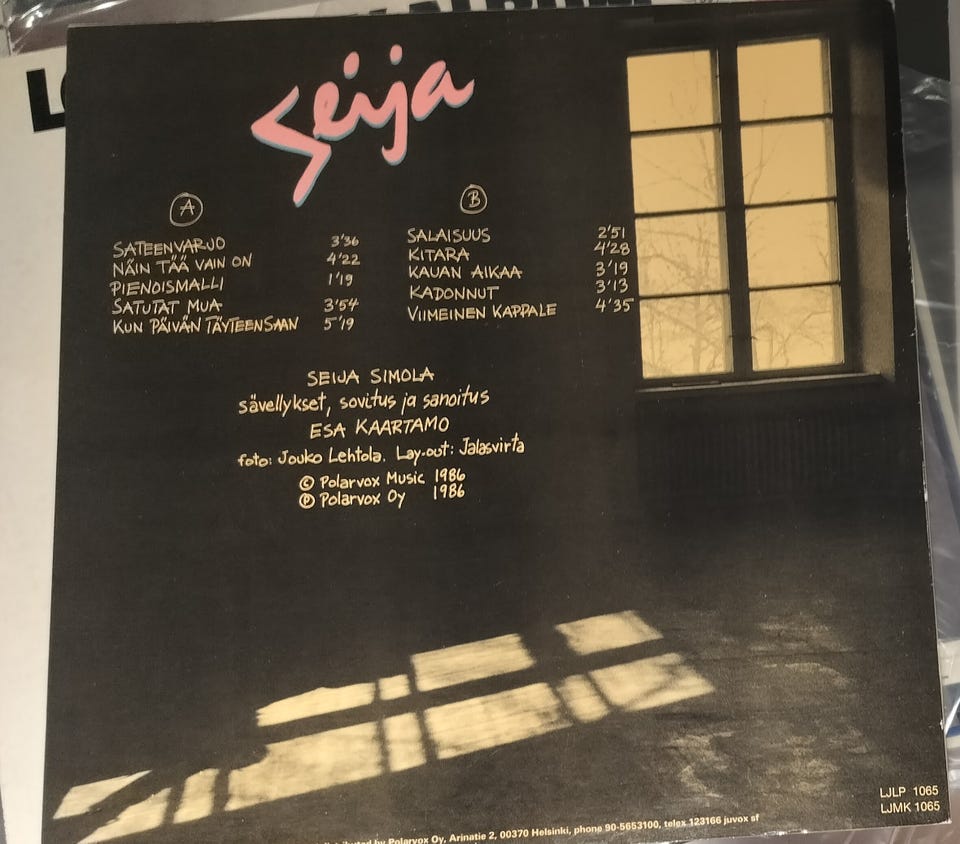 Seija
A
SATEENVARJO 3'36
NÄIN TÄÄ VAIN ON 4'22
PIENOISMALLI 1'19
SATUTAT MUA 3'54
KUN PÄIVÄN TÄYTEEN SAAN 5'19
B
SALAISUUS 2'51
KITARA 4'28
KAUAN AIKAA 3'19
KADONNUT 3'13
VIIMEINEN KAPPALE 4'35
SEIJA SIMOLA
sävellykset, sovitus ja sanoitus
ESA KAARTAMO
foto: Jouko Lehtola. Lay-out: Jalasvirta
© Polarvox Music 1986
℗ Polarvox Oy 1986
LJLP 1065
LJMK 1065
by Polarvox Oy, Arinatie 2, 00370 Helsinki, phone 90-5653100, telex 123166 juvox sf